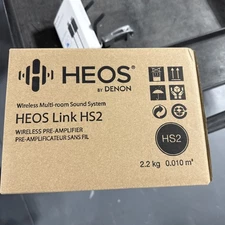 HEOS®
BY DENON
Wireless Multi-room Sound System
HEOS Link HS2
WIRELESS PRE-AMPLIFIER
PRE-AMPLIFICATEUR SANS FIL
HS2
2.2 kg 0.010 m³